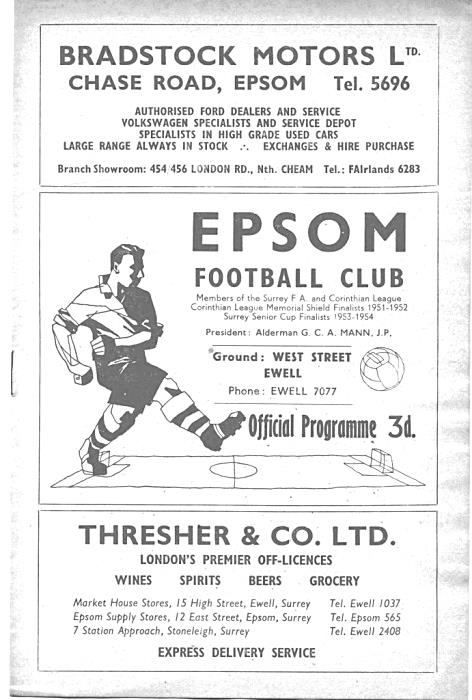 BRADSTOCK MOTORS LTD.
CHASE ROAD, EPSOM Tel. 5696
AUTHORISED FORD DEALERS AND SERVICE
VOLKSWAGEN SPECIALISTS AND SERVICE DEPOT
SPECIALISTS IN HIGH GRADE USED CARS
LARGE RANGE ALWAYS IN STOCK .·. EXCHANGES & HIRE PURCHASE
Branch Showroom: 454/456 LONDON RD., Nth. CHEAM Tel.: FAIrlands 6283
EPSOM
FOOTBALL CLUB
Members of the Surrey F A. and Corinthian League
Corinthian League Memorial Shield Finalists 1951-1952
Surrey Senior Cup Finalists 1953-1954
President: Alderman G. C. A. MANN, J.P.
Ground: WEST STREET
EWELL
Phone: EWELL 7077
Official Programme 3d.
THRESHER & CO. LTD.
LONDON'S PREMIER OFF-LICENCES
WINES SPIRITS BEERS GROCERY
Market House Stores, 15 High Street, Ewell, Surrey Tel. Ewell 1037
Epsom Supply Stores, 12 East Street, Epsom, Surrey Tel. Epsom 565
7 Station Approach, Stoneleigh, Surrey Tel. Ewell 2408
EXPRESS DELIVERY SERVICE